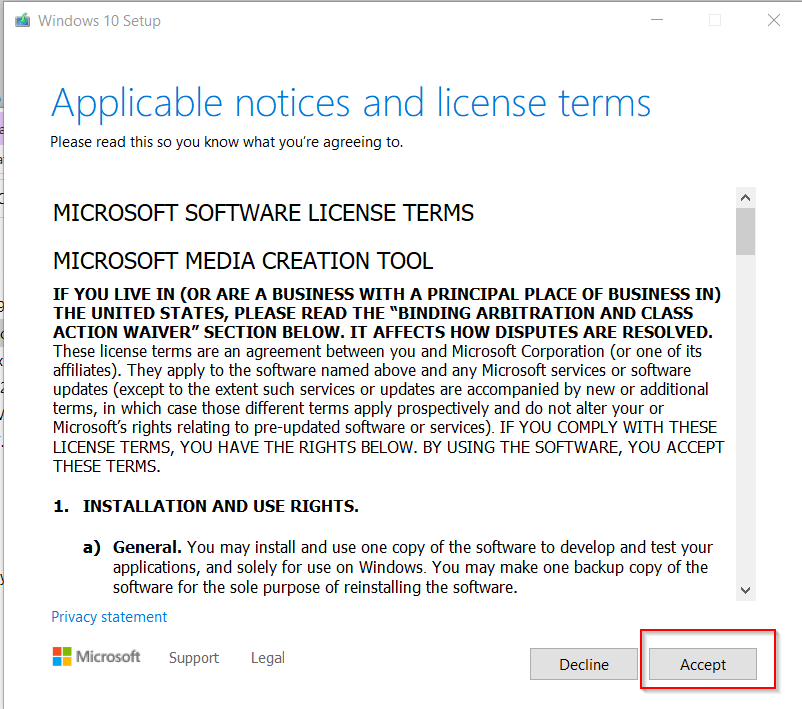 Windows 10 Setup
Applicable notices and license terms
Please read this so you know what you're agreeing to.
MICROSOFT SOFTWARE LICENSE TERMS
MICROSOFT MEDIA CREATION TOOL
IF YOU LIVE IN (OR ARE A BUSINESS WITH A PRINCIPAL PLACE OF BUSINESS IN)
THE UNITED STATES, PLEASE READ THE “BINDING ARBITRATION AND CLASS
ACTION WAIVER” SECTION BELOW. IT AFFECTS HOW DISPUTES ARE RESOLVED.
These license terms are an agreement between you and Microsoft Corporation (or one of its
affiliates). They apply to the software named above and any Microsoft services or software
updates (except to the extent such services or updates are accompanied by new or additional
terms, in which case those different terms apply prospectively and do not alter your or
Microsoft’s rights relating to pre-updated software or services). IF YOU COMPLY WITH THESE
LICENSE TERMS, YOU HAVE THE RIGHTS BELOW. BY USING THE SOFTWARE, YOU ACCEPT
THESE TERMS.
1. INSTALLATION AND USE RIGHTS.
a) General. You may install and use one copy of the software to develop and test your
applications, and solely for use on Windows. You may make one backup copy of the
software for the sole purpose of reinstalling the software.
Privacy statement
Microsoft Support Legal
Decline Accept